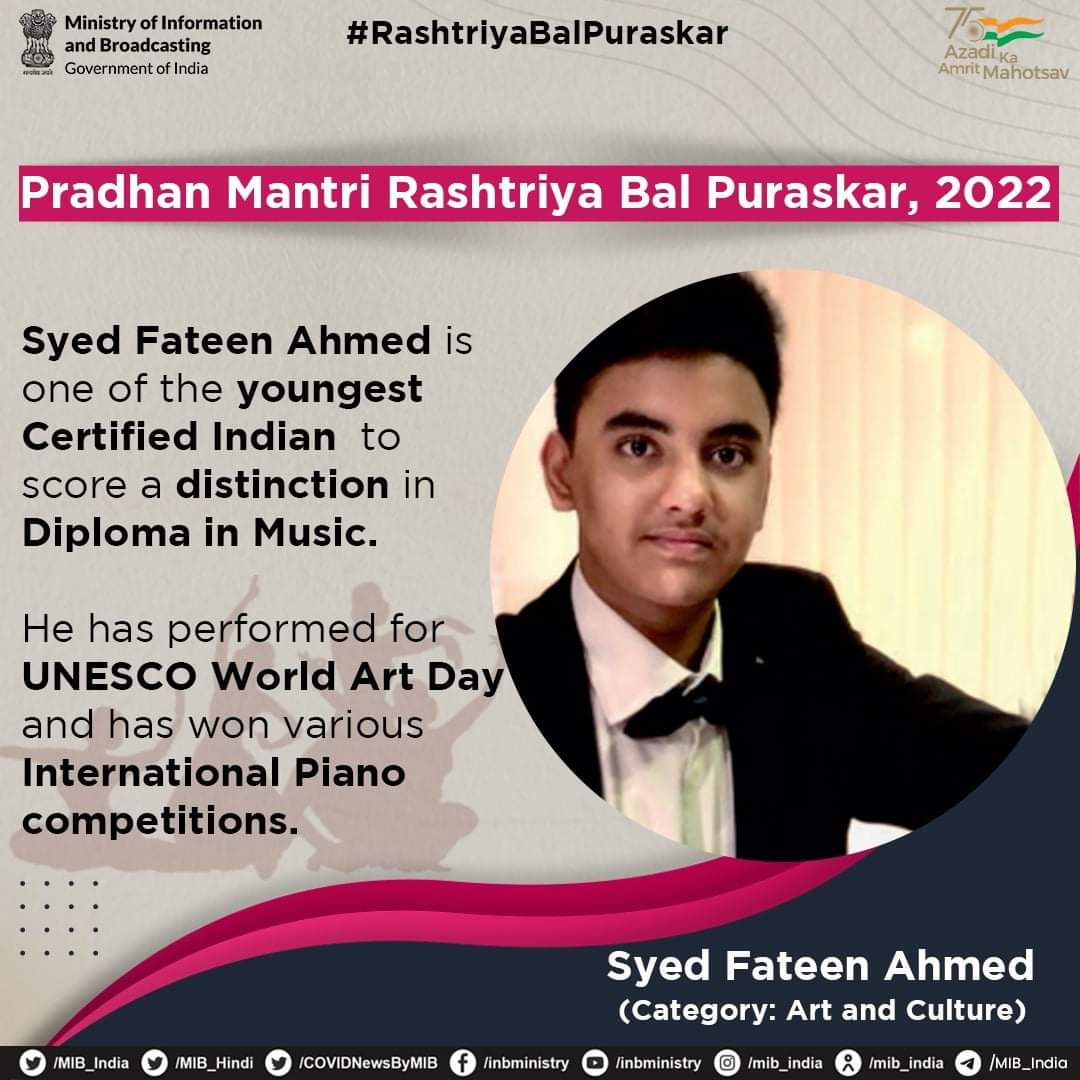 Ministry of Information
and Broadcasting
Government of India
#RashtriyaBalPuraskar
75
Azadi Ka
Amrit Mahotsav
Pradhan Mantri Rashtriya Bal Puraskar, 2022
Syed Fateen Ahmed is
one of the youngest
Certified Indian to
score a distinction in
Diploma in Music.
He has performed for
UNESCO World Art Day
and has won various
International Piano
competitions.
Syed Fateen Ahmed
(Category: Art and Culture)
/MIB_India /MIB_Hindi /COVIDNewsByMIB /inbministry /inbministry /mib_india /mib_india /MIB_India